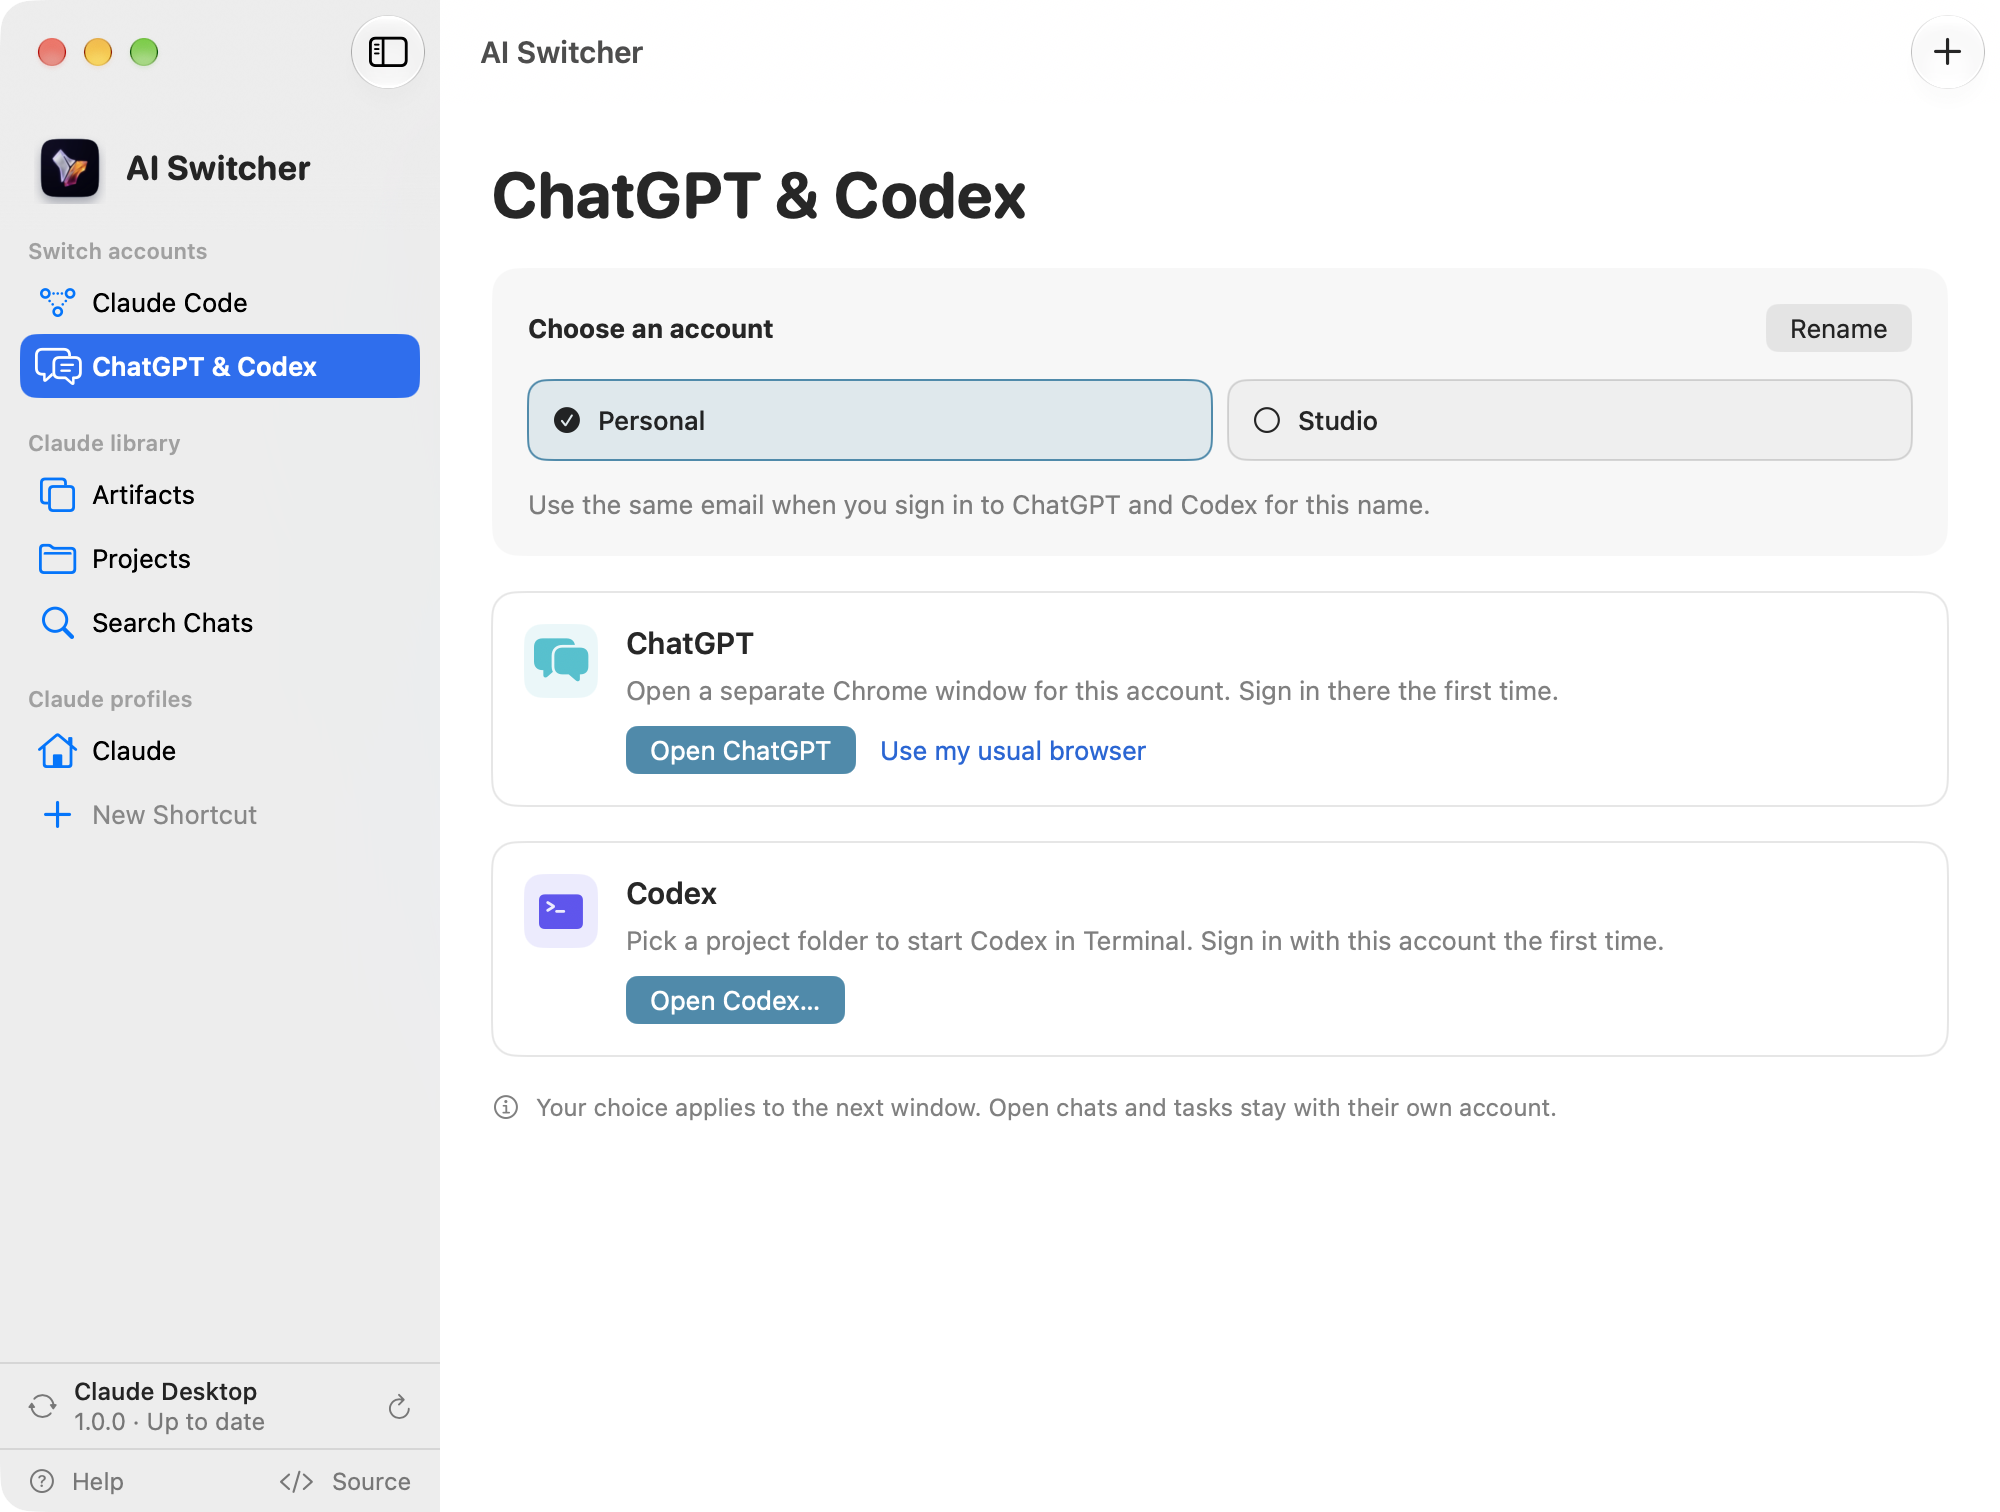 AI Switcher
AI Switcher
Switch accounts
Claude Code
ChatGPT & Codex
Claude library
Artifacts
Projects
Search Chats
Claude profiles
Claude
New Shortcut
Claude Desktop
1.0.0 · Up to date
Help
</> Source
ChatGPT & Codex
Choose an account
Rename
Personal
Studio
Use the same email when you sign in to ChatGPT and Codex for this name.
ChatGPT
Open a separate Chrome window for this account. Sign in there the first time.
Open ChatGPT
Use my usual browser
Codex
Pick a project folder to start Codex in Terminal. Sign in with this account the first time.
Open Codex...
Your choice applies to the next window. Open chats and tasks stay with their own account.